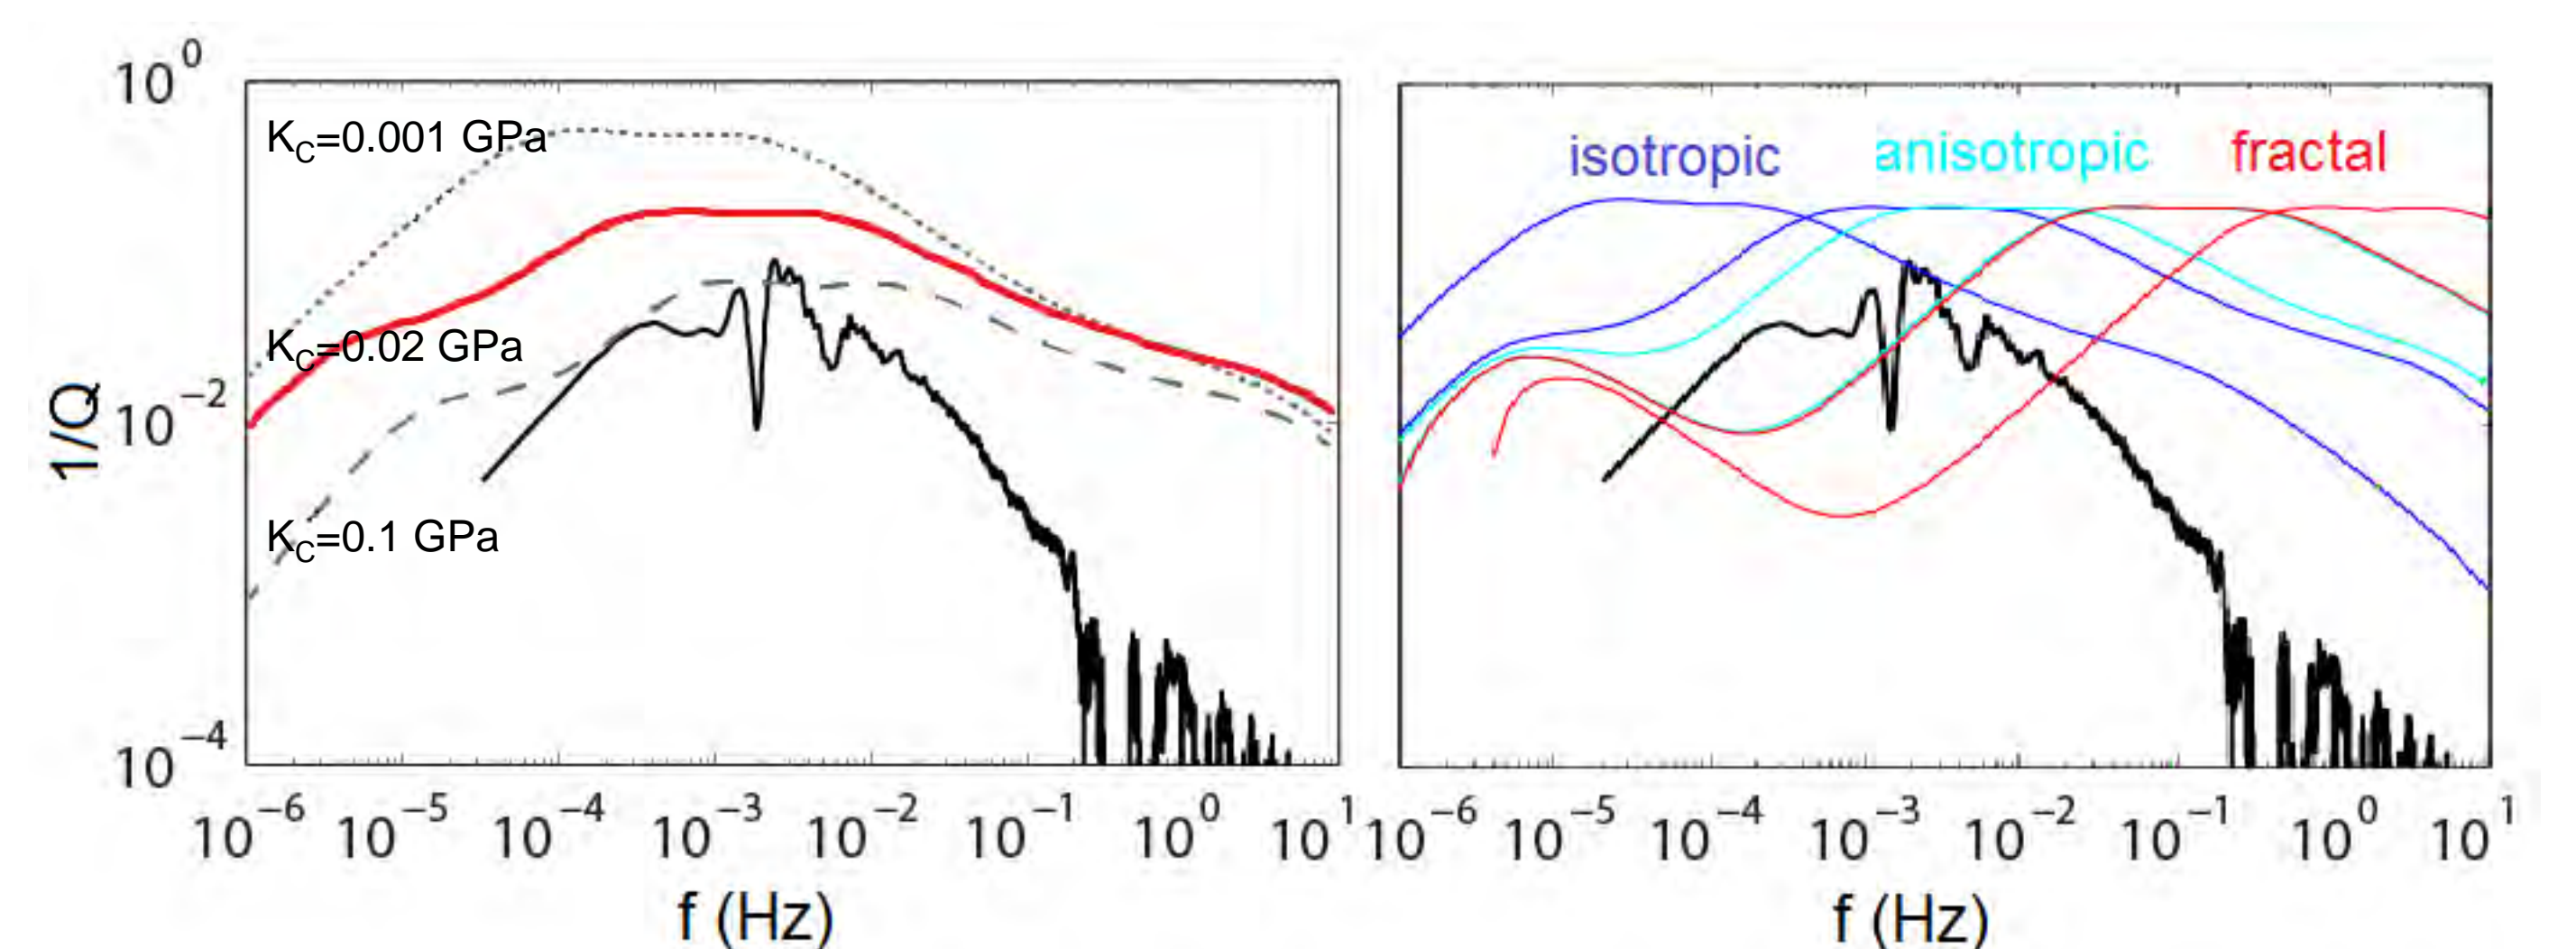 10^0
10^−2
10^−4
1/Q
K_C=0.001 GPa
K_C=0.02 GPa
K_C=0.1 GPa
10^−6 10^−5 10^−4 10^−3 10^−2 10^−1 10^0 10^1
f (Hz)
isotropic anisotropic fractal
10^−6 10^−5 10^−4 10^−3 10^−2 10^−1 10^0 10^1
f (Hz)